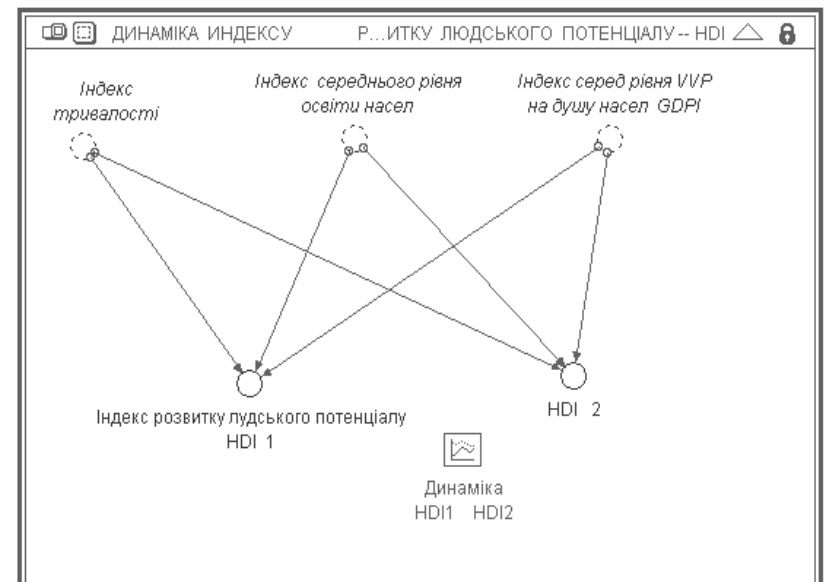 ДИНАМІКА ИНДЕКСУ Р...ИТКУ ЛЮДСЬКОГО ПОТЕНЦІАЛУ -- HDI
Індекс
тривалості
Індекс середнього рівня
освіти насел
Індекс серед рівня VVP
на душу насел GDPI
Індекс розвитку лудського потенціалу
HDI 1
HDI 2
Динаміка
HDI1 HDI2